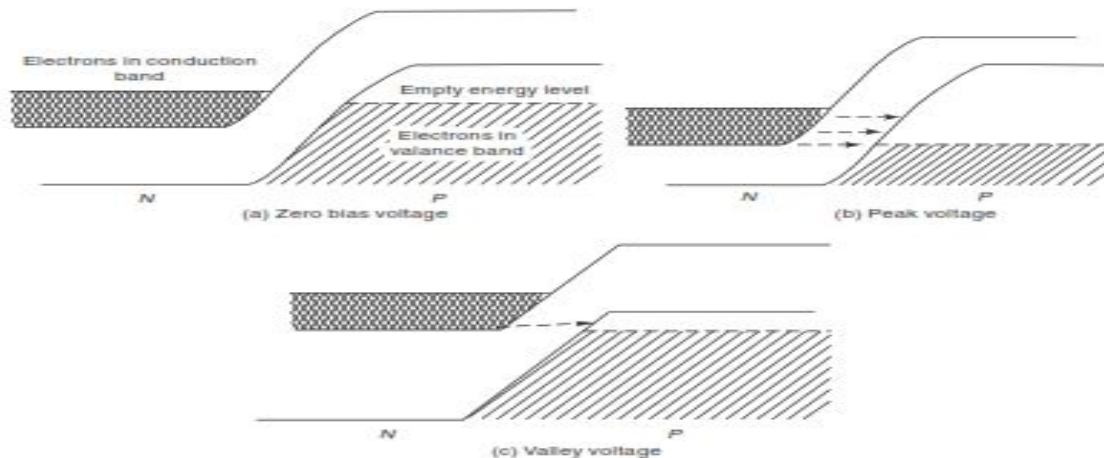 Electrons in conduction
band
Empty energy level
Electrons in
valance band
N
P
(a) Zero bias voltage
N
P
(b) Peak voltage
N
P
(c) Valley voltage